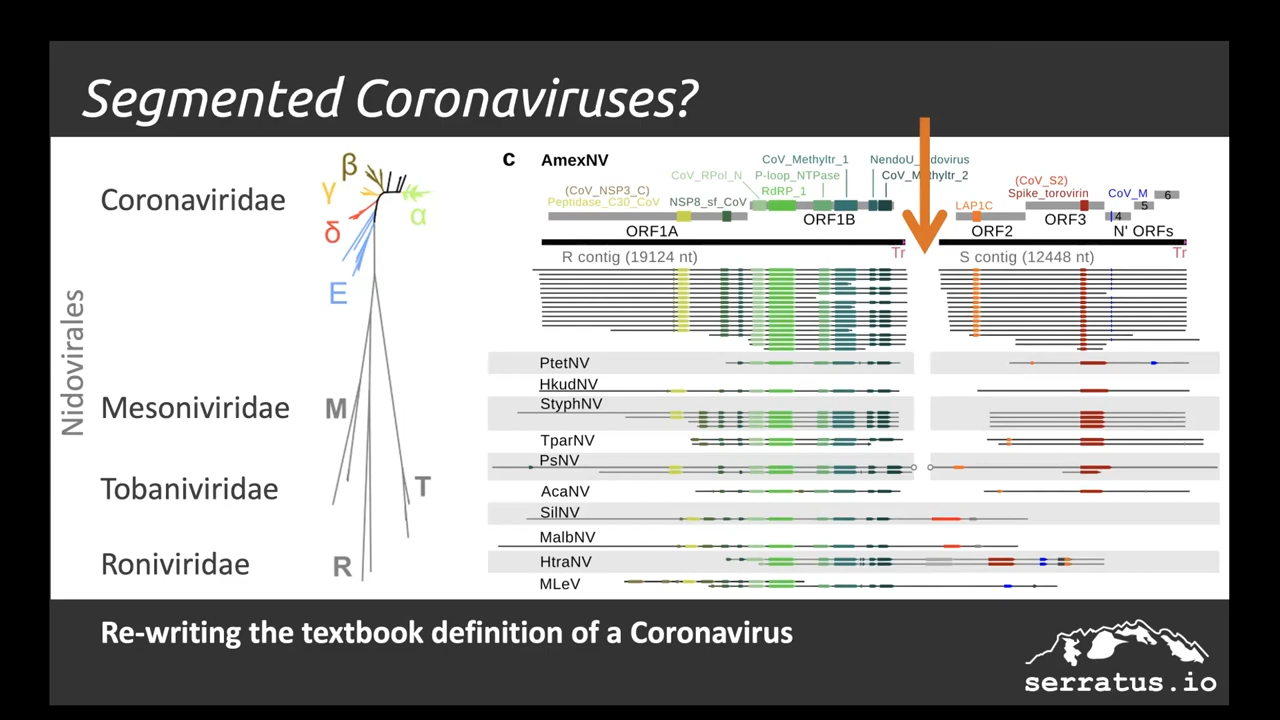 Segmented Coronaviruses?
Nidovirales
Coronaviridae
Mesoniviridae
Tobaniviridae
Roniviridae
β
γ
α
δ
E
M
T
R
C AmexNV
CoV_Methyltr_1
CoV_RPol_N P-loop_NTPase
CoV_Methyltr_2
(CoV_NSP3_C) RdRP_1
Peptidase_C30_CoV NSP8_sf_CoV
(CoV_S2)
Spike_torovirin CoV_M
LAP1C
6
5
4
ORF1A ORF1B ORF2 ORF3 N' ORFs
Tr Tr
R contig (19124 nt) S contig (12448 nt)
PtetNV
HkudNV
StyphNV
TparNV
PsNV
AcaNV
SilNV
MalbNV
HtraNV
MLeV
Re-writing the textbook definition of a Coronavirus
serratus.io